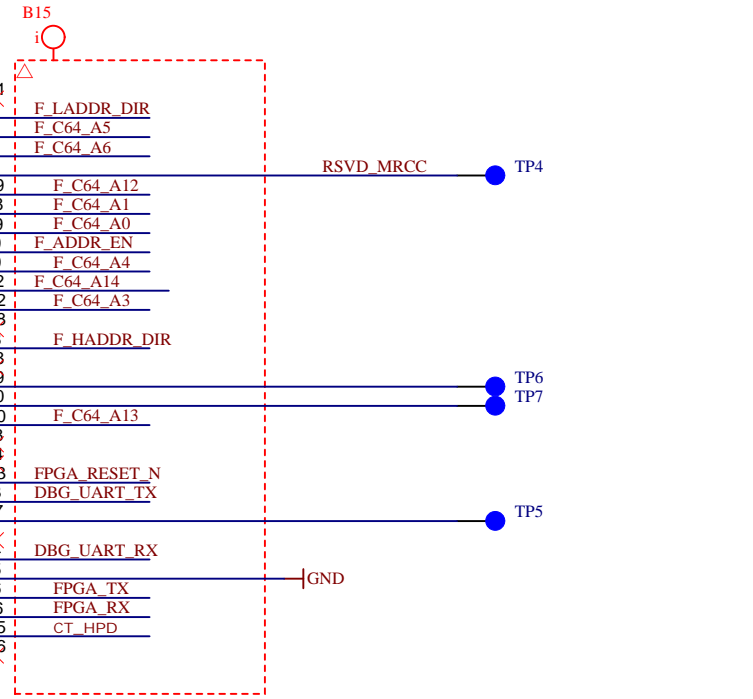 B15
i
F_LADDR_DIR
F_C64_A5
F_C64_A6
RSVD_MRCC TP4
F_C64_A12
F_C64_A1
F_C64_A0
F_ADDR_EN
F_C64_A4
F_C64_A14
F_C64_A3
F_HADDR_DIR
TP6
TP7
F_C64_A13
FPGA_RESET_N
DBG_UART_TX
TP5
DBG_UART_RX
GND
FPGA_TX
FPGA_RX
CT_HPD